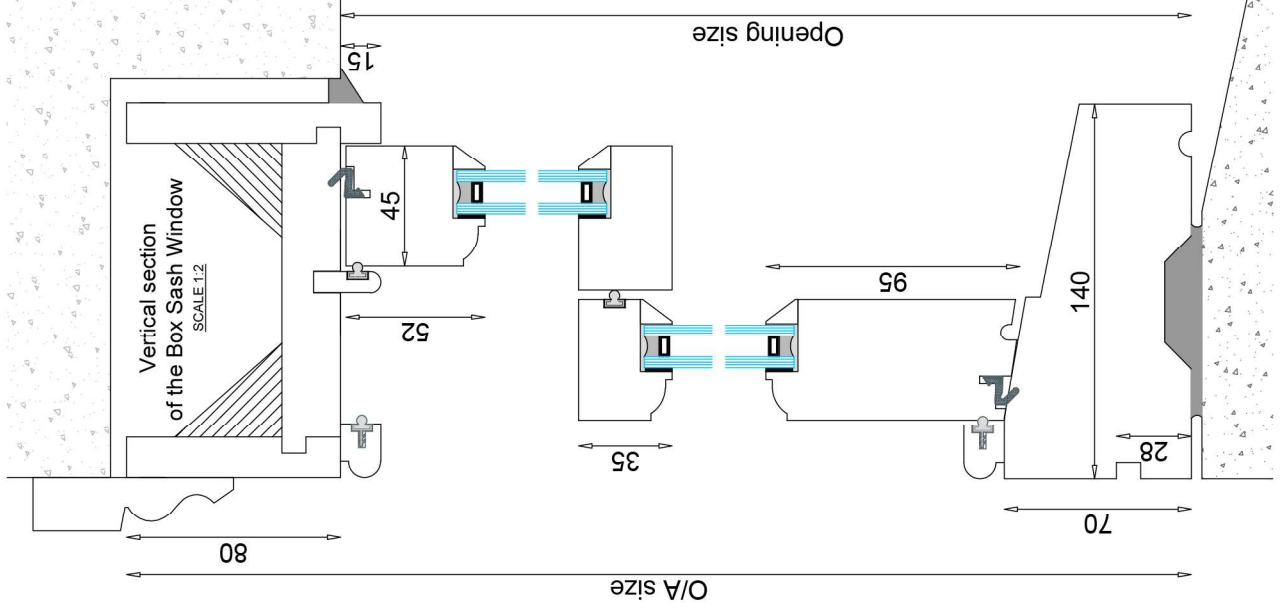 Opening size
15
Vertical section
of the Box Sash Window
SCALE 1:2
45
95
140
52
35
28
70
80
O/A size